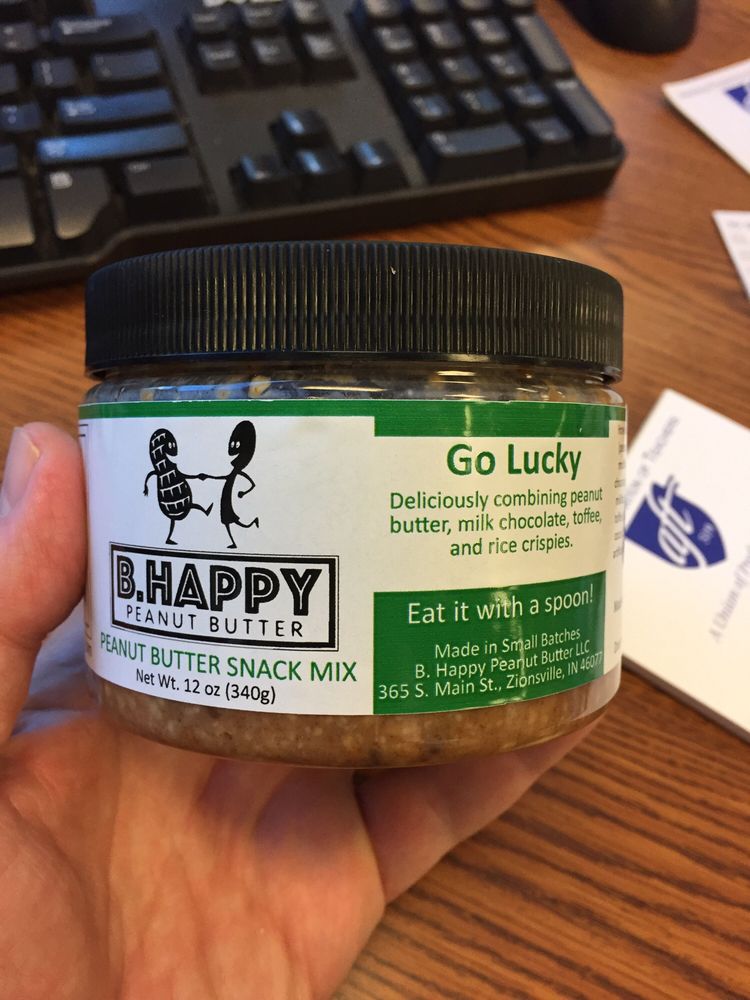 B.HAPPY
PEANUT BUTTER
PEANUT BUTTER SNACK MIX
Net Wt. 12 oz (340g)
Go Lucky
Deliciously combining peanut
butter, milk chocolate, toffee,
and rice crispies.
Eat it with a spoon!
Made in Small Batches
B. Happy Peanut Butter LLC
365 S. Main St., Zionsville, IN 46077
aft